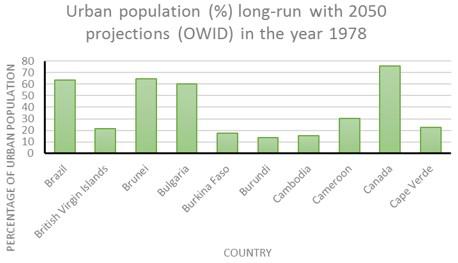 Urban population (%) long-run with 2050
projections (OWID) in the year 1978
PERCENTAGE OF URBAN POPULATION
80
70
60
50
40
30
20
10
0
Brazil
British Virgin Islands
Brunei
Bulgaria
Burkina Faso
Burundi
Cambodia
Cameroon
Canada
Cape Verde
COUNTRY